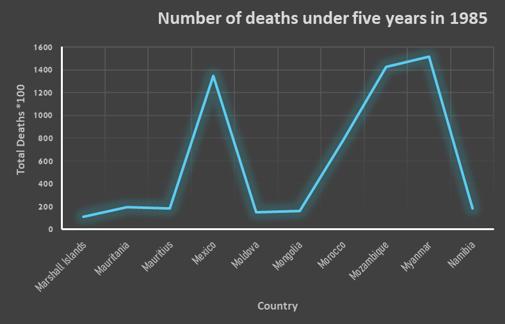 Number of deaths under five years in 1985
Total Deaths *100
1600
1400
1200
1000
800
600
400
200
0
Marshall Islands
Mauritania
Mauritius
Mexico
Moldova
Mongolia
Morocco
Mozambique
Myanmar
Namibia
Country